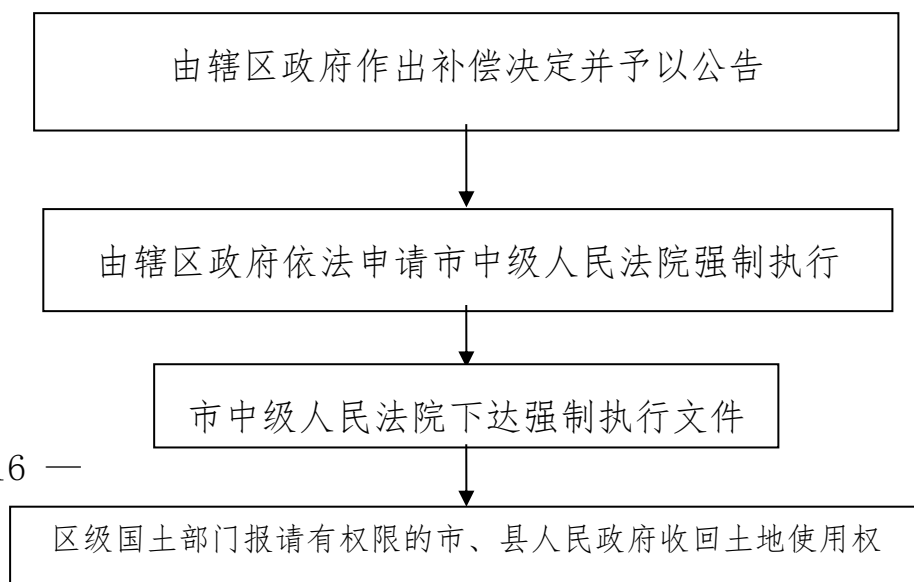 由辖区政府作出补偿决定并予以公告
由辖区政府依法申请市中级人民法院强制执行
市中级人民法院下达强制执行文件
16 —
区级国土部门报请有权限的市、县人民政府收回土地使用权